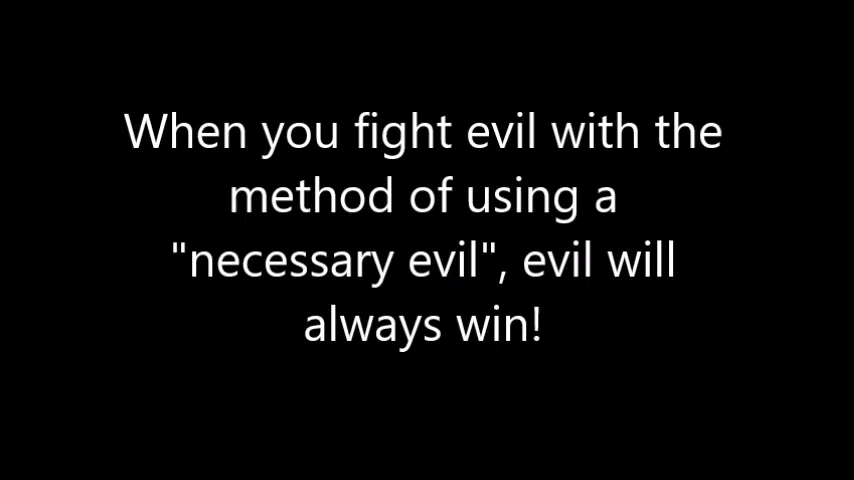 When you fight evil with the
method of using a
"necessary evil", evil will
always win!